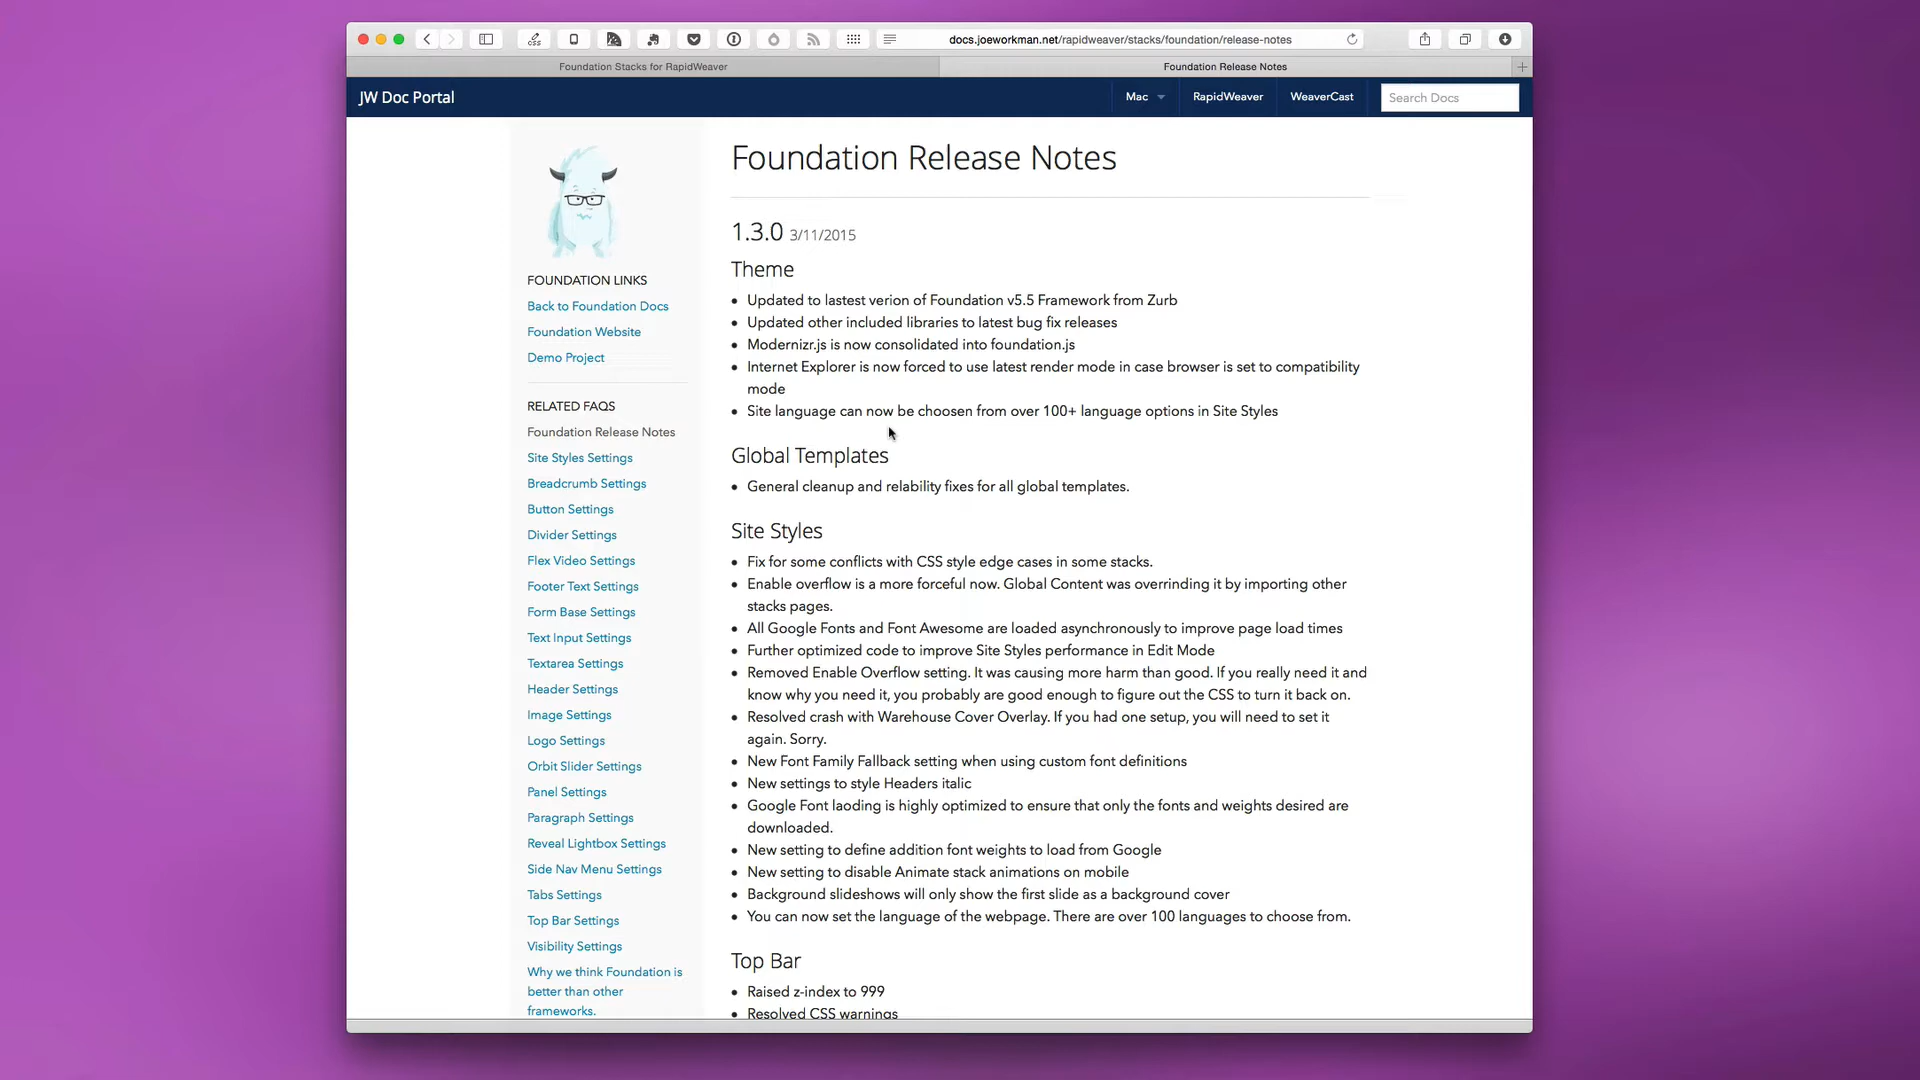 docs.joeworkman.net/rapidweaver/stacks/foundation/release-notes
Foundation Stacks for RapidWeaver
Foundation Release Notes
JW Doc Portal
Mac
RapidWeaver
WeaverCast
Search Docs
FOUNDATION LINKS
Back to Foundation Docs
Foundation Website
Demo Project
RELATED FAQS
Foundation Release Notes
Site Styles Settings
Breadcrumb Settings
Button Settings
Divider Settings
Flex Video Settings
Footer Text Settings
Form Base Settings
Text Input Settings
Textarea Settings
Header Settings
Image Settings
Logo Settings
Orbit Slider Settings
Panel Settings
Paragraph Settings
Reveal Lightbox Settings
Side Nav Menu Settings
Tabs Settings
Top Bar Settings
Visibility Settings
Why we think Foundation is
better than other
frameworks.
Foundation Release Notes
1.3.0 3/11/2015
Theme
Updated to lastest verion of Foundation v5.5 Framework from Zurb
Updated other included libraries to latest bug fix releases
Modernizr.js is now consolidated into foundation.js
Internet Explorer is now forced to use latest render mode in case browser is set to compatibility
mode
Site language can now be choosen from over 100+ language options in Site Styles
Global Templates
General cleanup and relability fixes for all global templates.
Site Styles
Fix for some conflicts with CSS style edge cases in some stacks.
Enable overflow is a more forceful now. Global Content was overrinding it by importing other
stacks pages.
All Google Fonts and Font Awesome are loaded asynchronously to improve page load times
Further optimized code to improve Site Styles performance in Edit Mode
Removed Enable Overflow setting. It was causing more harm than good. If you really need it and
know why you need it, you probably are good enough to figure out the CSS to turn it back on.
Resolved crash with Warehouse Cover Overlay. If you had one setup, you will need to set it
again. Sorry.
New Font Family Fallback setting when using custom font definitions
New settings to style Headers italic
Google Font laoding is highly optimized to ensure that only the fonts and weights desired are
downloaded.
New setting to define addition font weights to load from Google
New setting to disable Animate stack animations on mobile
Background slideshows will only show the first slide as a background cover
You can now set the language of the webpage. There are over 100 languages to choose from.
Top Bar
Raised z-index to 999
Resolved CSS warnings